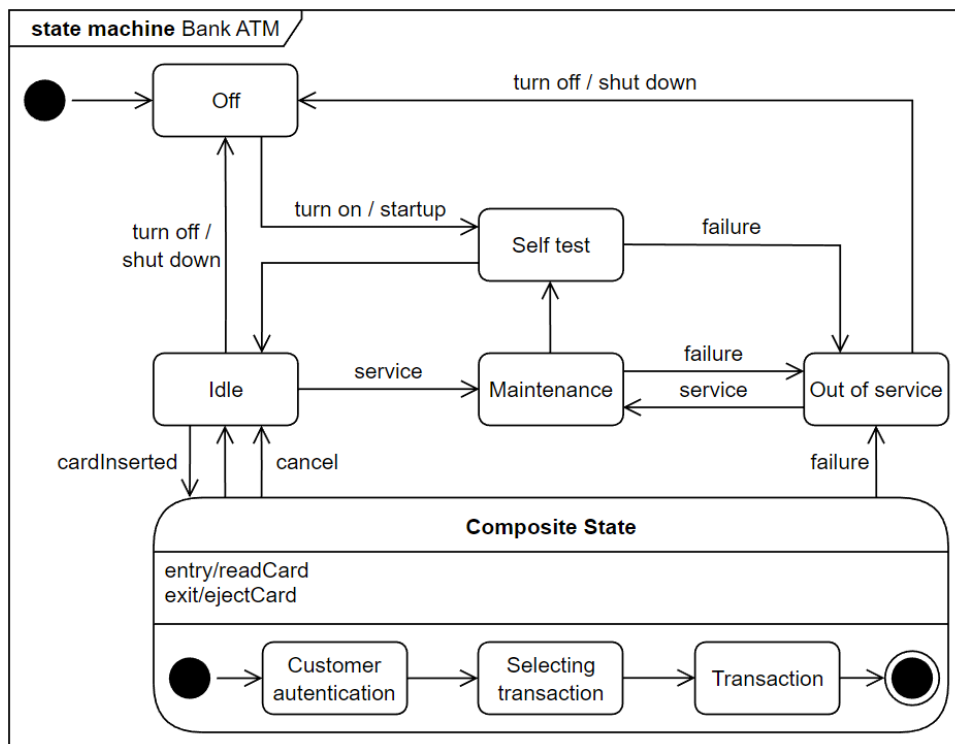 state machine Bank ATM
Off
turn off / shut down
turn on / startup
turn off /
shut down
Self test
failure
Idle
service
Maintenance
failure
service
Out of service
cardInserted
cancel
failure
Composite State
entry/readCard
exit/ejectCard
Customer
autentication
Selecting
transaction
Transaction